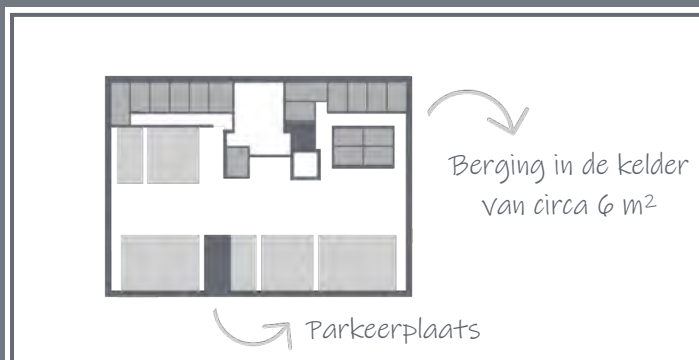 Berging in de kelder
van circa 6 m²
Parkeerplaats